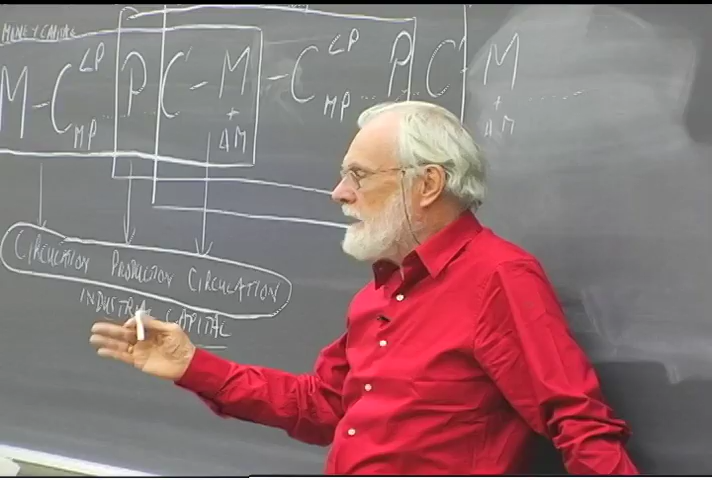 MONEY CAPITAL
LP LP
M - C P C' - M - C P C' M
MP + MP +
ΔM ΔM
CIRCULATION PRODUCTION CIRCULATION
INDUSTRIAL CAPITAL